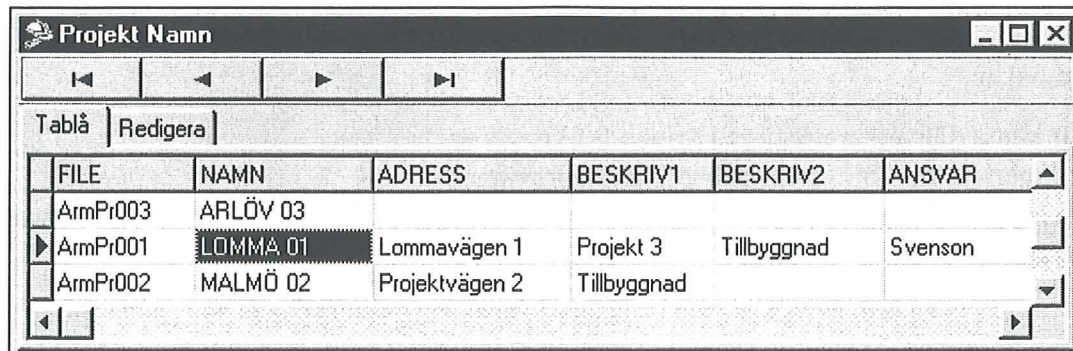 Projekt Namn
Tablå Redigera
FILE NAMN ADRESS BESKRIV1 BESKRIV2 ANSVAR
ArmPr003 ARLÖV 03
ArmPr001 LOMMA 01 Lommavägen 1 Projekt 3 Tillbyggnad Svenson
ArmPr002 MALMÖ 02 Projektvägen 2 Tillbyggnad